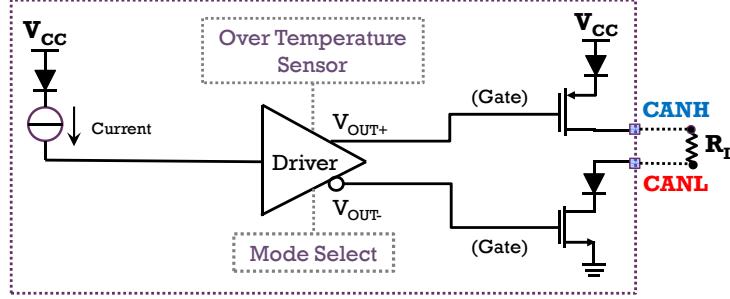 VCC
Over Temperature
Sensor
VCC
(Gate)
CANH
VOUT+
Current
Driver
RL
CANL
VOUT-
Mode Select
(Gate)